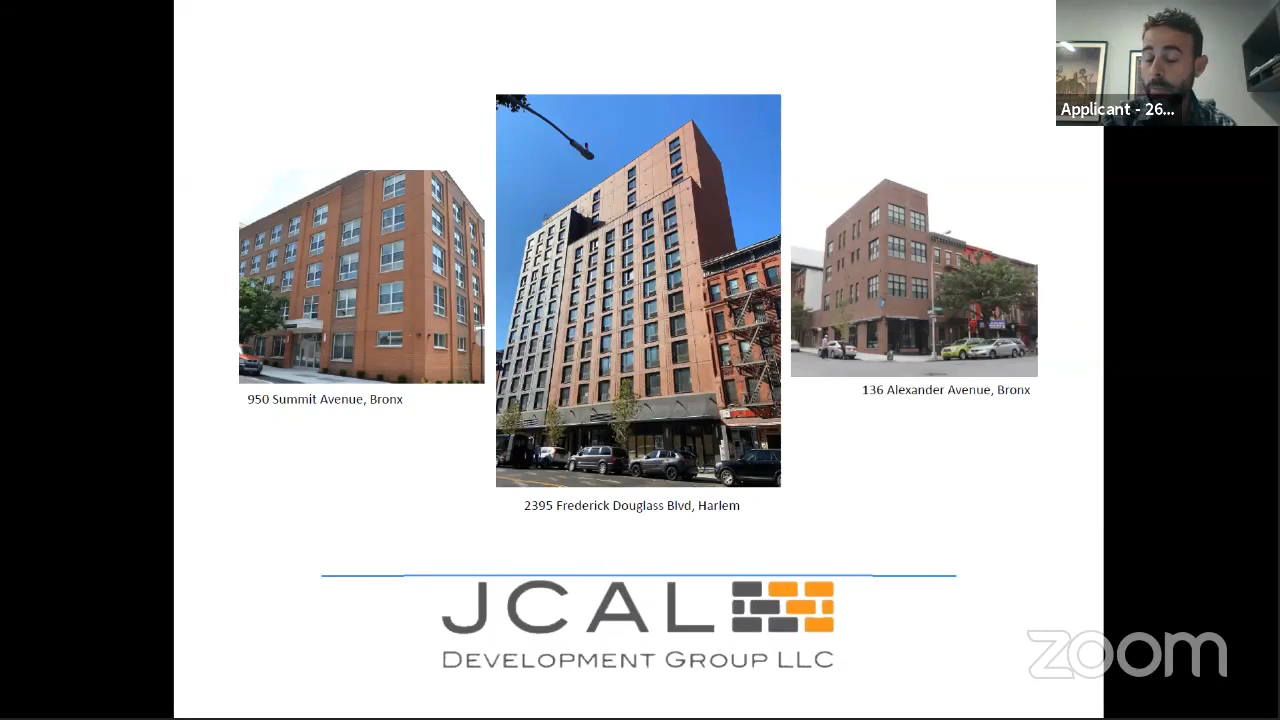 Applicant - 26...
950 Summit Avenue, Bronx
136 Alexander Avenue, Bronx
2395 Frederick Douglass Blvd, Harlem
JCAL
DEVELOPMENT GROUP LLC
zoom